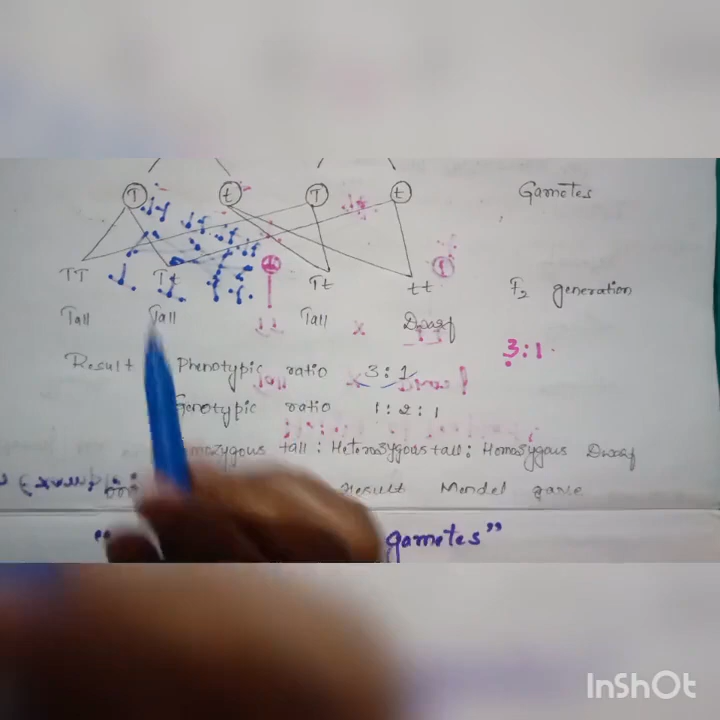 T t T t Gametes
TT Tt Tt tt F2 generation
Tall Tall Tall x Dwarf
3:1
Result Phenotypic ratio 3:1
Genotypic ratio 1:2:1
Homozygous tall : Heterozygous tall : Homozygous Dwarf
Result Mendel gave
" gametes"
InShOt